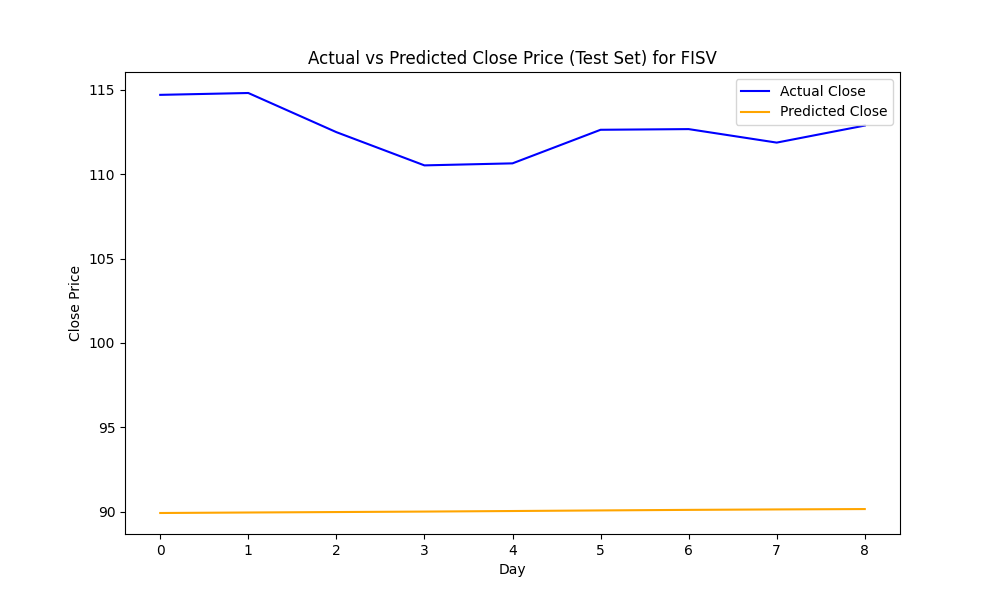 Actual vs Predicted Close Price (Test Set) for FISV
Actual Close
Predicted Close
Close Price
115
110
105
100
95
90
0 1 2 3 4 5 6 7 8
Day